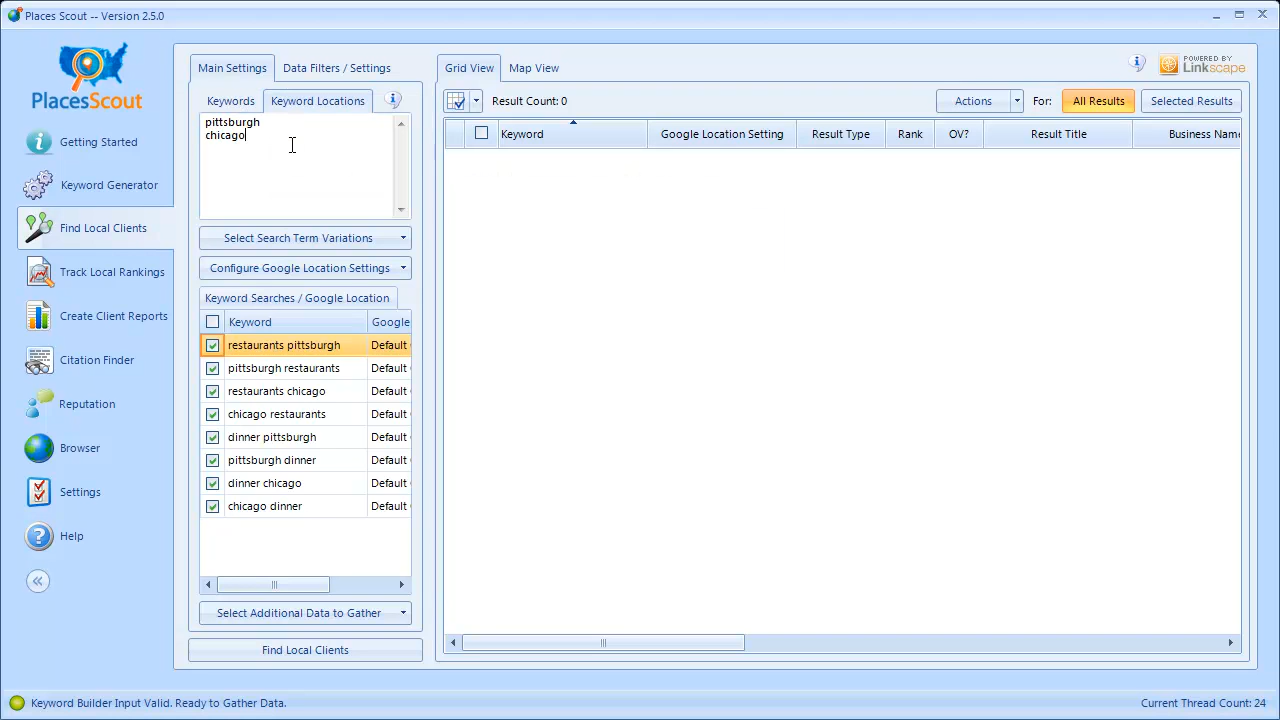 Places Scout -- Version 2.5.0
PlacesScout
Getting Started
Keyword Generator
Find Local Clients
Track Local Rankings
Create Client Reports
Citation Finder
Reputation
Browser
Settings
Help
Main Settings
Data Filters / Settings
Keywords
Keyword Locations
pittsburgh
chicago
Select Search Term Variations
Configure Google Location Settings
Keyword Searches / Google Location
Keyword Google
restaurants pittsburgh Default
pittsburgh restaurants Default
restaurants chicago Default
chicago restaurants Default
dinner pittsburgh Default
pittsburgh dinner Default
dinner chicago Default
chicago dinner Default
Select Additional Data to Gather
Find Local Clients
Grid View
Map View
POWERED BY
Linkscape
Result Count: 0
Actions
For:
All Results
Selected Results
Keyword Google Location Setting Result Type Rank OV? Result Title Business Name
Keyword Builder Input Valid. Ready to Gather Data.
Current Thread Count: 24